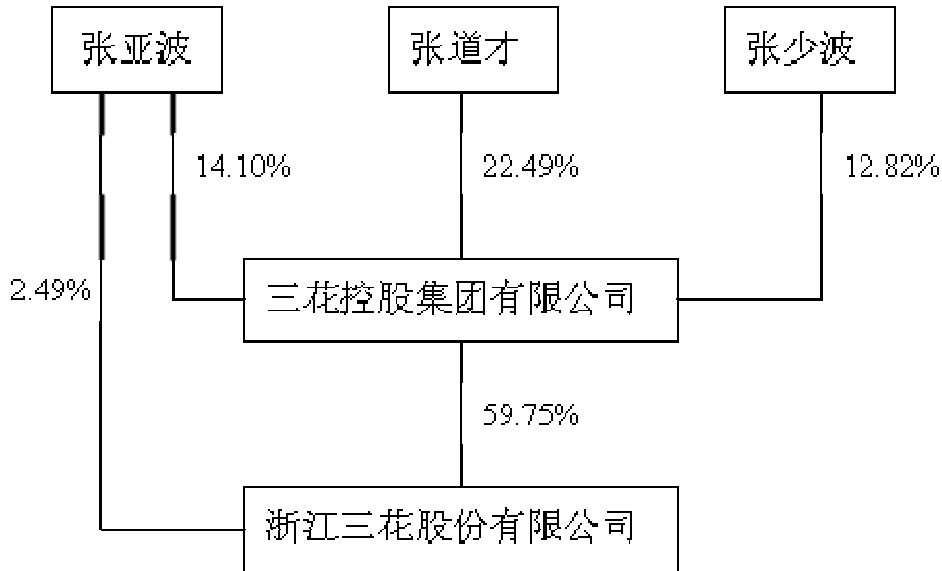 张亚波
张道才
张少波
14.10%
22.49%
12.82%
2.49%
三花控股集团有限公司
59.75%
浙江三花股份有限公司